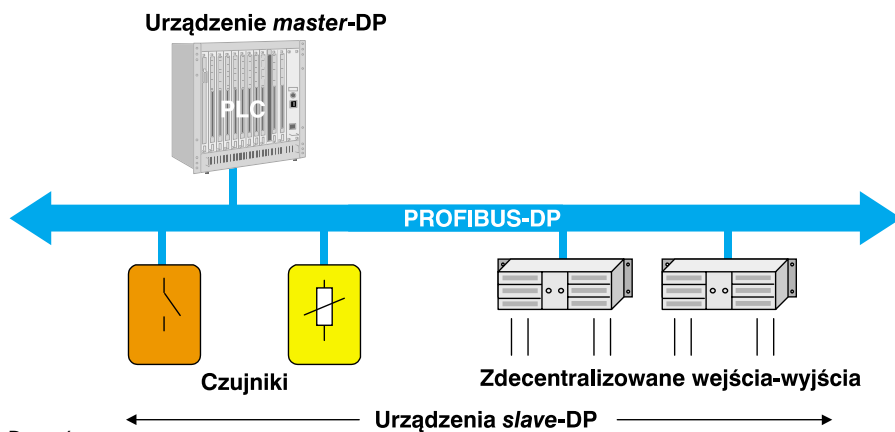 Urządzenie master-DP
PLC
PROFIBUS-DP
Czujniki
Zdecentralizowane wejścia-wyjścia
Urządzenia slave-DP